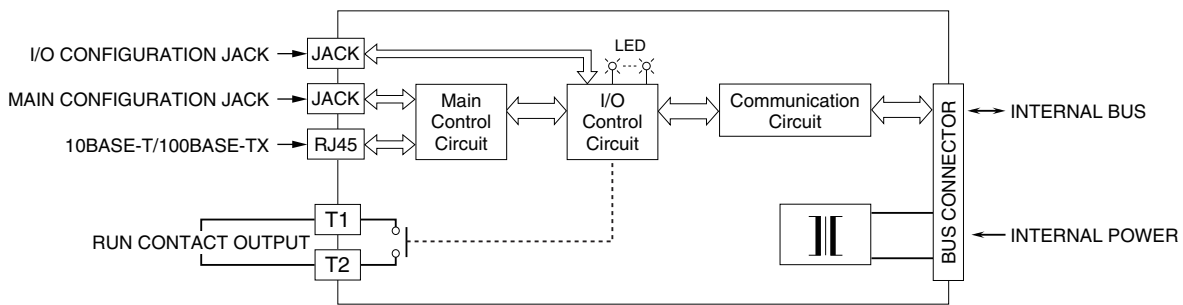 I/O CONFIGURATION JACK
JACK
LED
MAIN CONFIGURATION JACK
JACK
Main
Control
Circuit
I/O
Control
Circuit
Communication
Circuit
INTERNAL BUS
10BASE-T/100BASE-TX
RJ45
BUS CONNECTOR
T1
RUN CONTACT OUTPUT
T2
INTERNAL POWER